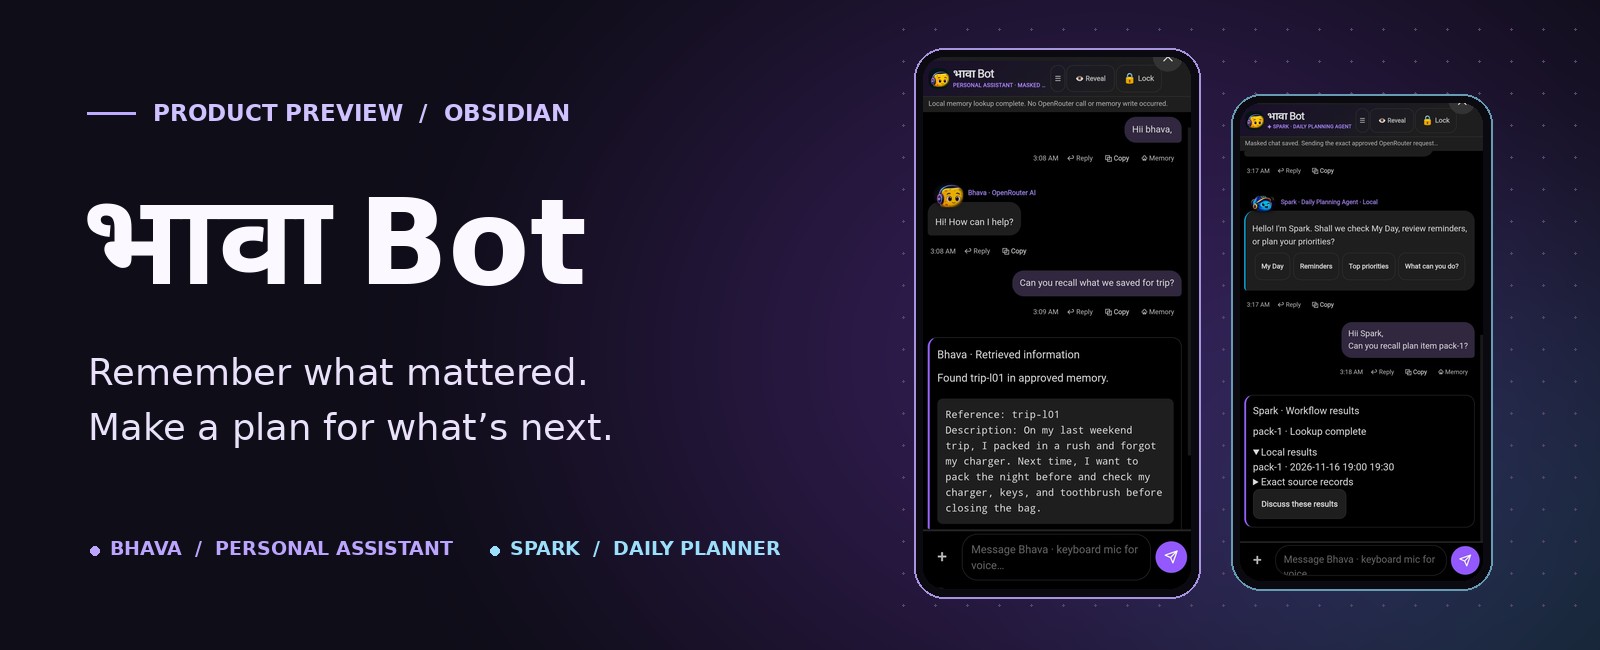 PRODUCT PREVIEW / OBSIDIAN
भावा Bot
Remember what mattered.
Make a plan for what’s next.
BHAVA / PERSONAL ASSISTANT
SPARK / DAILY PLANNER
भावा Bot
PERSONAL ASSISTANT · MASKED ...
☰
Reveal
Lock
Local memory lookup complete. No OpenRouter call or memory write occurred.
Hii bhava,
3:08 AM ↩ Reply Copy Memory
Bhava · OpenRouter AI
Hi! How can I help?
3:08 AM ↩ Reply Copy
Can you recall what we saved for trip?
3:09 AM ↩ Reply Copy Memory
Bhava · Retrieved information
Found trip-l01 in approved memory.
Reference: trip-l01
Description: On my last weekend
trip, I packed in a rush and forgot
my charger. Next time, I want to
pack the night before and check my
charger, keys, and toothbrush before
closing the bag.
+
Message Bhava · keyboard mic for
voice…
भावा Bot
SPARK · DAILY PLANNING AGENT
☰
Reveal
Lock
Masked chat saved. Sending the exact approved OpenRouter request…
3:17 AM ↩ Reply Copy
Spark · Daily Planning Agent · Local
Hello! I'm Spark. Shall we check My Day, review reminders,
or plan your priorities?
My Day Reminders Top priorities What can you do?
3:17 AM ↩ Reply Copy
Hii Spark,
Can you recall plan item pack-1?
3:18 AM ↩ Reply Copy Memory
Spark · Workflow results
pack-1 · Lookup complete
▼ Local results
pack-1 · 2026-11-16 19:00 19:30
▶ Exact source records
Discuss these results
+
Message Bhava · keyboard mic for
voice…